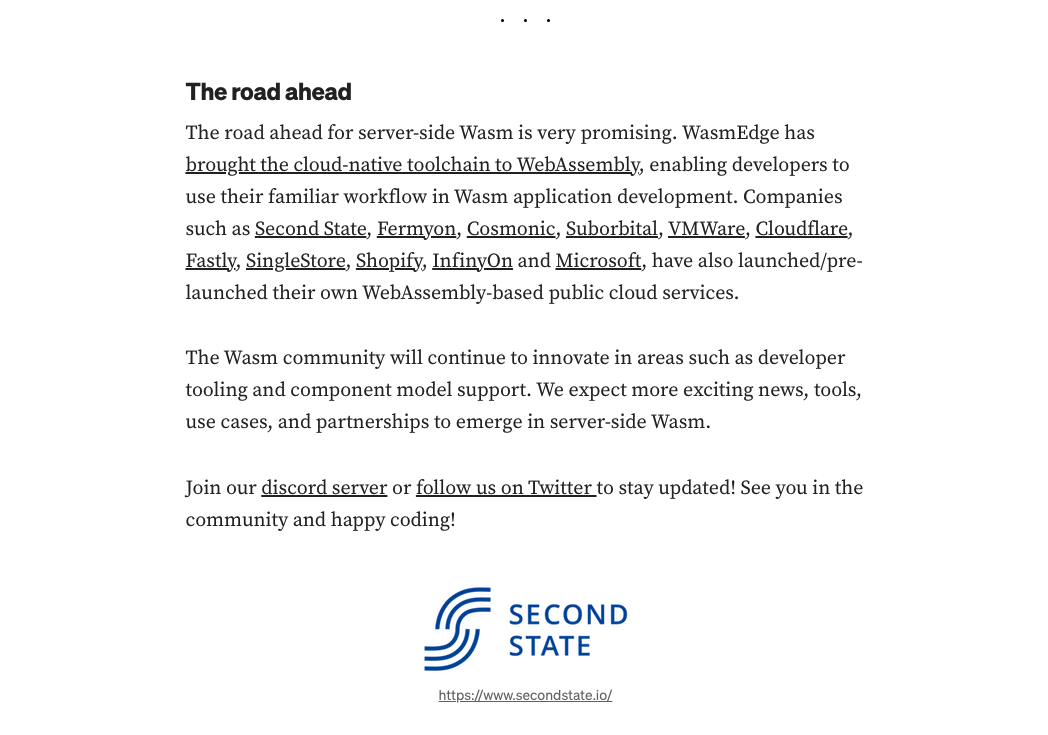 The road ahead
The road ahead for server-side Wasm is very promising. WasmEdge has
brought the cloud-native toolchain to WebAssembly, enabling developers to
use their familiar workflow in Wasm application development. Companies
such as Second State, Fermyon, Cosmonic, Suborbital, VMWare, Cloudflare,
Fastly, SingleStore, Shopify, InfinyOn and Microsoft, have also launched/pre-
launched their own WebAssembly-based public cloud services.
The Wasm community will continue to innovate in areas such as developer
tooling and component model support. We expect more exciting news, tools,
use cases, and partnerships to emerge in server-side Wasm.
Join our discord server or follow us on Twitter to stay updated! See you in the
community and happy coding!
SECOND
STATE
https://www.secondstate.io/